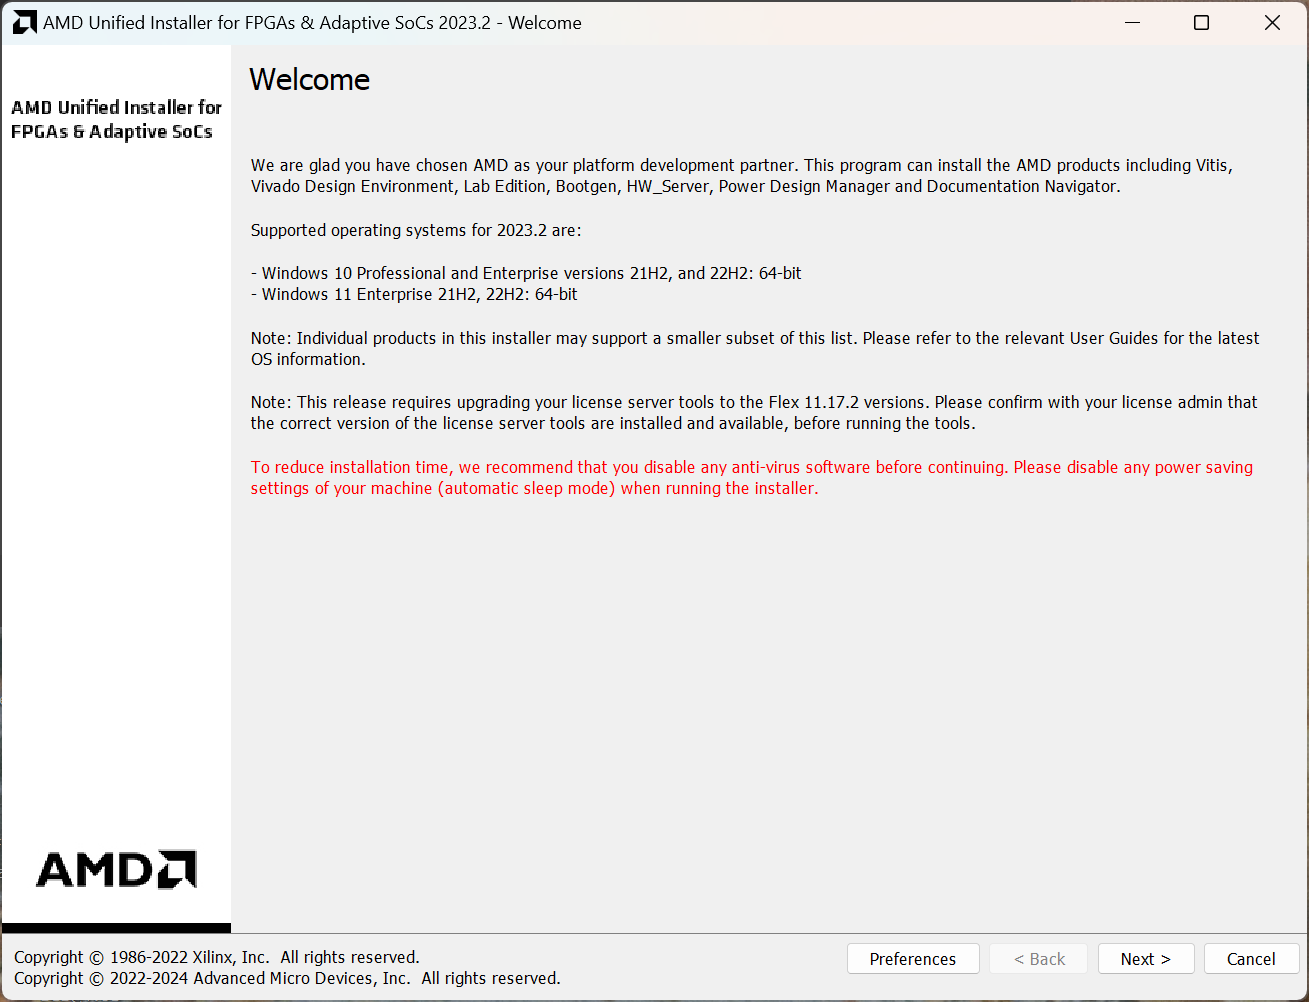 AMD Unified Installer for FPGAs & Adaptive SoCs 2023.2 - Welcome
AMD Unified Installer for
FPGAs & Adaptive SoCs
Welcome
We are glad you have chosen AMD as your platform development partner. This program can install the AMD products including Vitis,
Vivado Design Environment, Lab Edition, Bootgen, HW_Server, Power Design Manager and Documentation Navigator.
Supported operating systems for 2023.2 are:
- Windows 10 Professional and Enterprise versions 21H2, and 22H2: 64-bit
- Windows 11 Enterprise 21H2, 22H2: 64-bit
Note: Individual products in this installer may support a smaller subset of this list. Please refer to the relevant User Guides for the latest
OS information.
Note: This release requires upgrading your license server tools to the Flex 11.17.2 versions. Please confirm with your license admin that
the correct version of the license server tools are installed and available, before running the tools.
To reduce installation time, we recommend that you disable any anti-virus software before continuing. Please disable any power saving
settings of your machine (automatic sleep mode) when running the installer.
AMD
Copyright © 1986-2022 Xilinx, Inc.  All rights reserved.
Copyright © 2022-2024 Advanced Micro Devices, Inc.  All rights reserved.
Preferences
< Back
Next >
Cancel